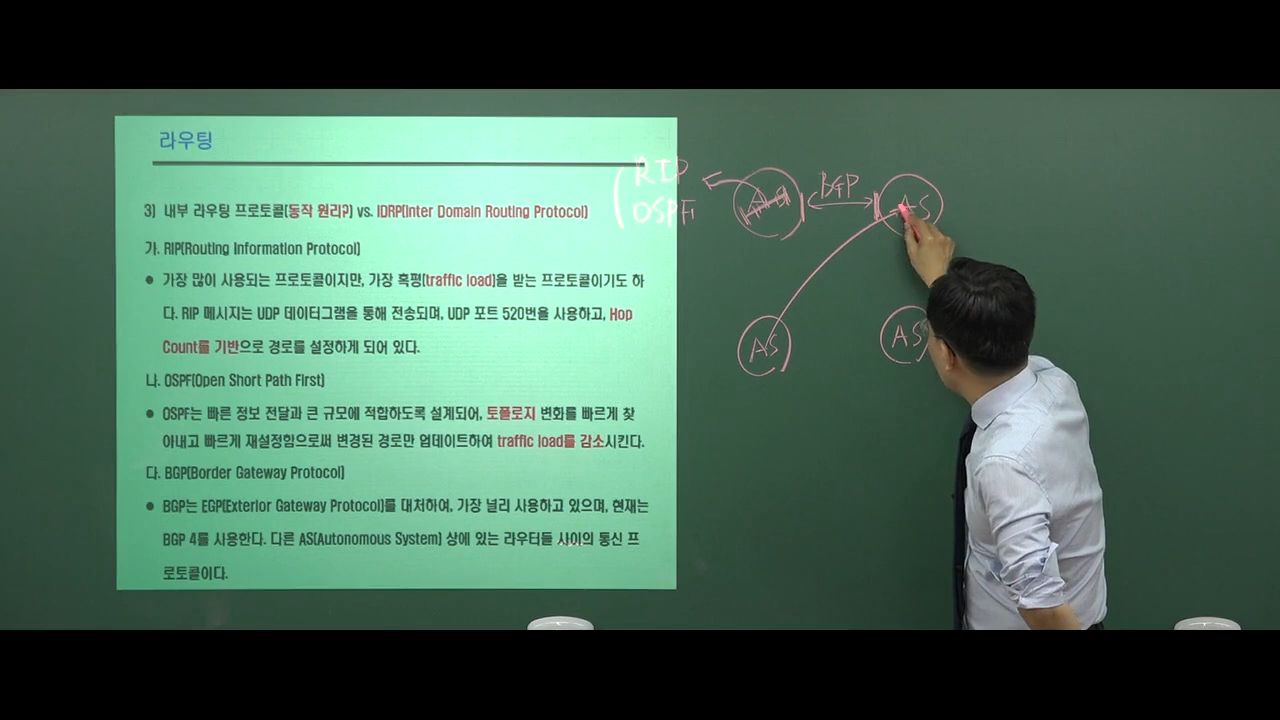 라우팅
3) 내부 라우팅 프로토콜(동작 원리?) vs. IDRP(Inter Domain Routing Protocol)
가. RIP(Routing Information Protocol)
● 가장 많이 사용되는 프로토콜이지만, 가장 혹평(traffic load)을 받는 프로토콜이기도 하
다. RIP 메시지는 UDP 데이터그램을 통해 전송되며, UDP 포트 520번을 사용하고, Hop
Count를 기반으로 경로를 설정하게 되어 있다.
나. OSPF(Open Short Path First)
● OSPF는 빠른 정보 전달과 큰 규모에 적합하도록 설계되어, 토폴로지 변화를 빠르게 찾
아내고 빠르게 재설정함으로써 변경된 경로만 업데이트하여 traffic load를 감소시킨다.
다. BGP(Border Gateway Protocol)
● BGP는 EGP(Exterior Gateway Protocol)를 대처하여, 가장 널리 사용하고 있으며, 현재는
BGP 4를 사용한다. 다른 AS(Autonomous System) 상에 있는 라우터들 사이의 통신 프
로토콜이다.
RIP
OSPF
BGP
AS
AS
AS